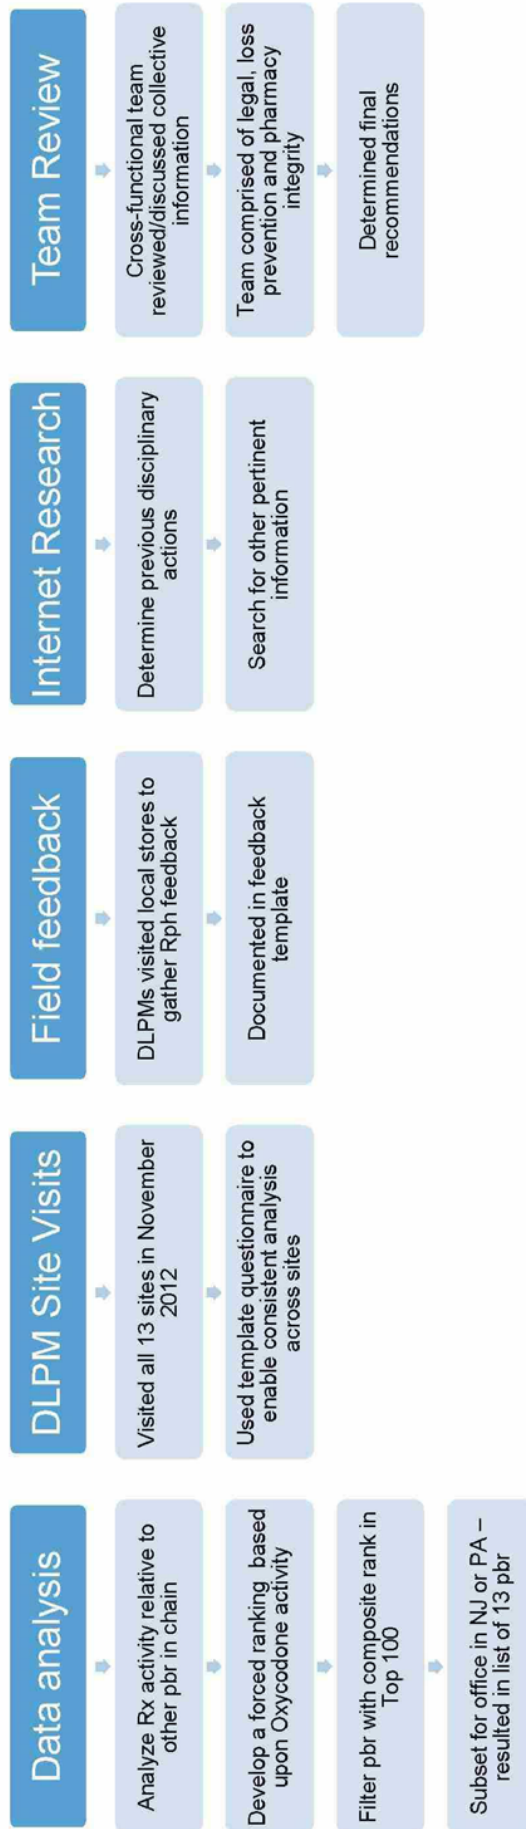 Data analysis
Analyze Rx activity relative to
other pbr in chain
Develop a forced ranking based
upon Oxycodone activity
Filter pbr with composite rank in
Top 100
Subset for office in NJ or PA –
resulted in list of 13 pbr
DLPM Site Visits
Visited all 13 sites in November
2012
Used template questionnaire to
enable consistent analysis
across sites
Field feedback
DLPMs visited local stores to
gather Rph feedback
Documented in feedback
template
Internet Research
Determine previous disciplinary
actions
Search for other pertinent
information
Team Review
Cross-functional team
reviewed/discussed collective
information
Team comprised of legal, loss
prevention and pharmacy
integrity
Determined final
recommendations